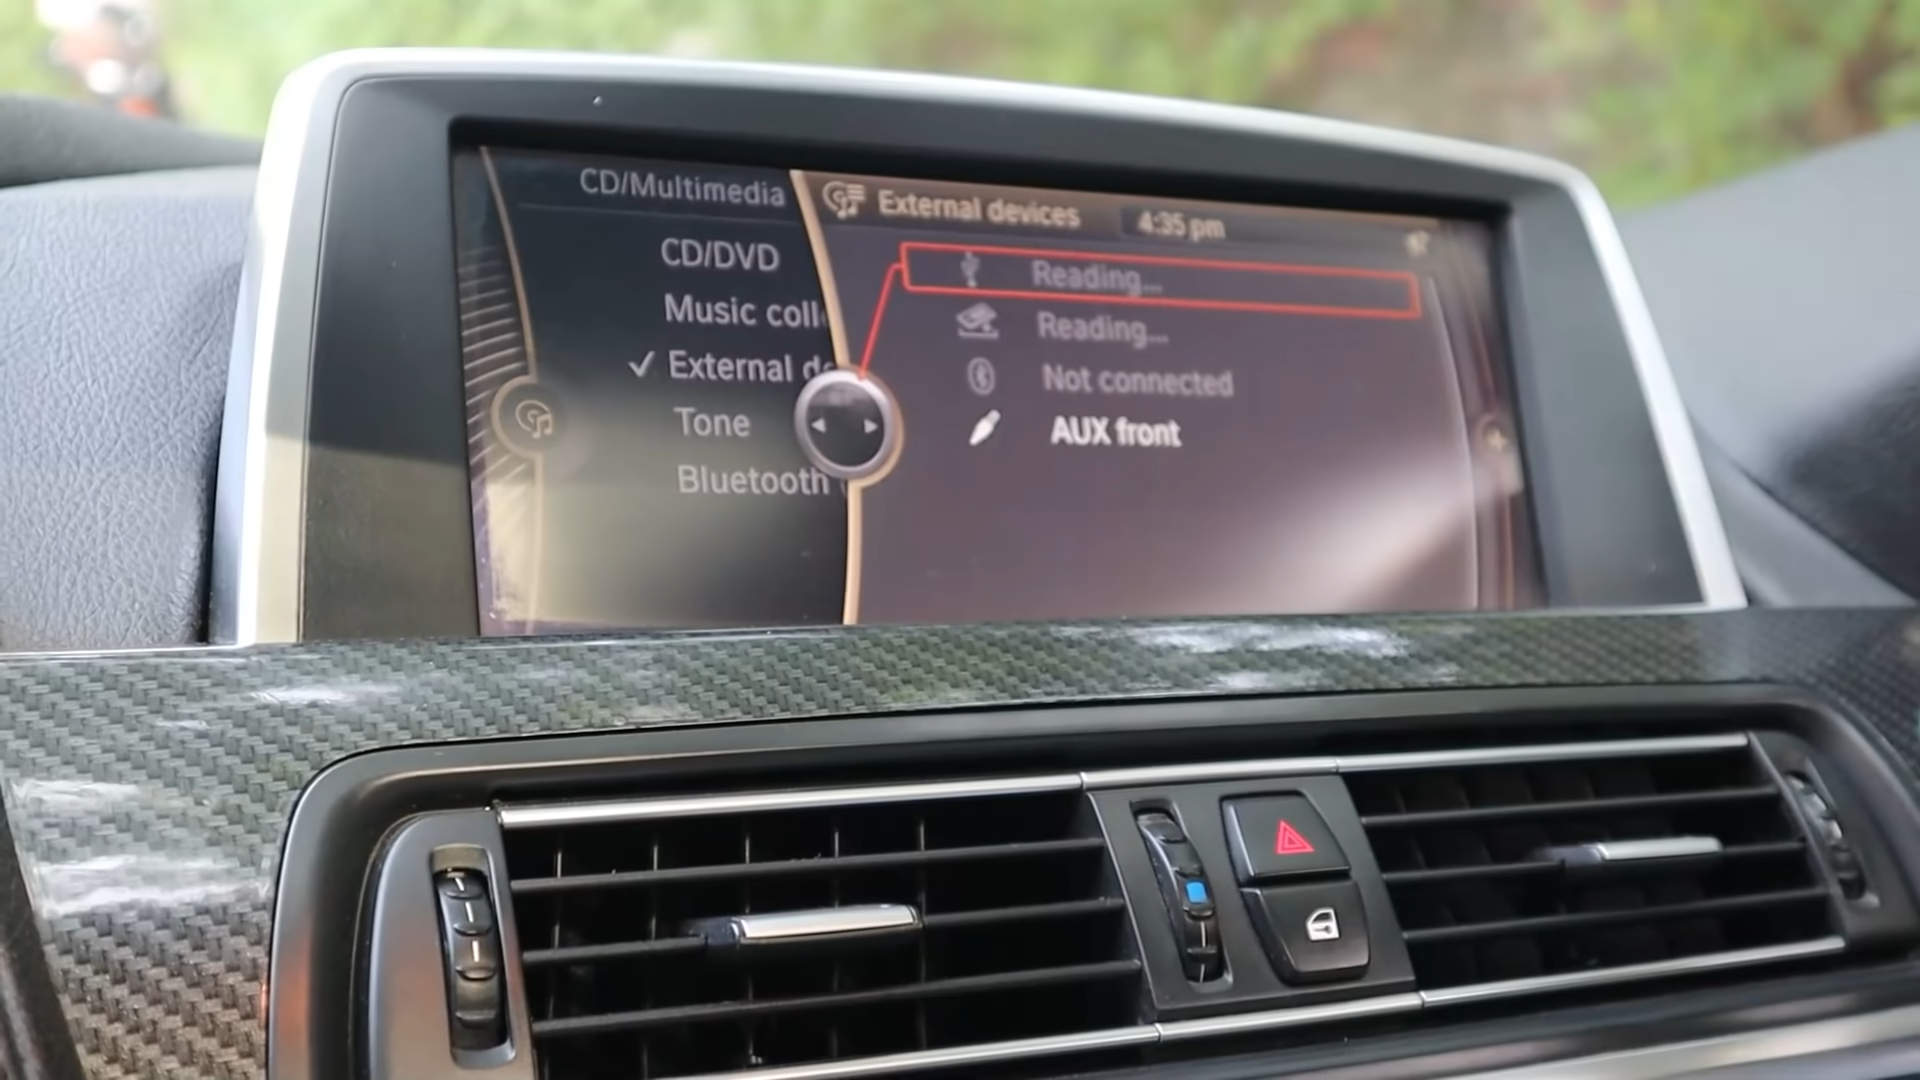 CD/Multimedia
CD/DVD
Music coll
✓ External de
Tone
Bluetooth
External devices 4:35 pm
Reading...
Reading...
Not connected
AUX front